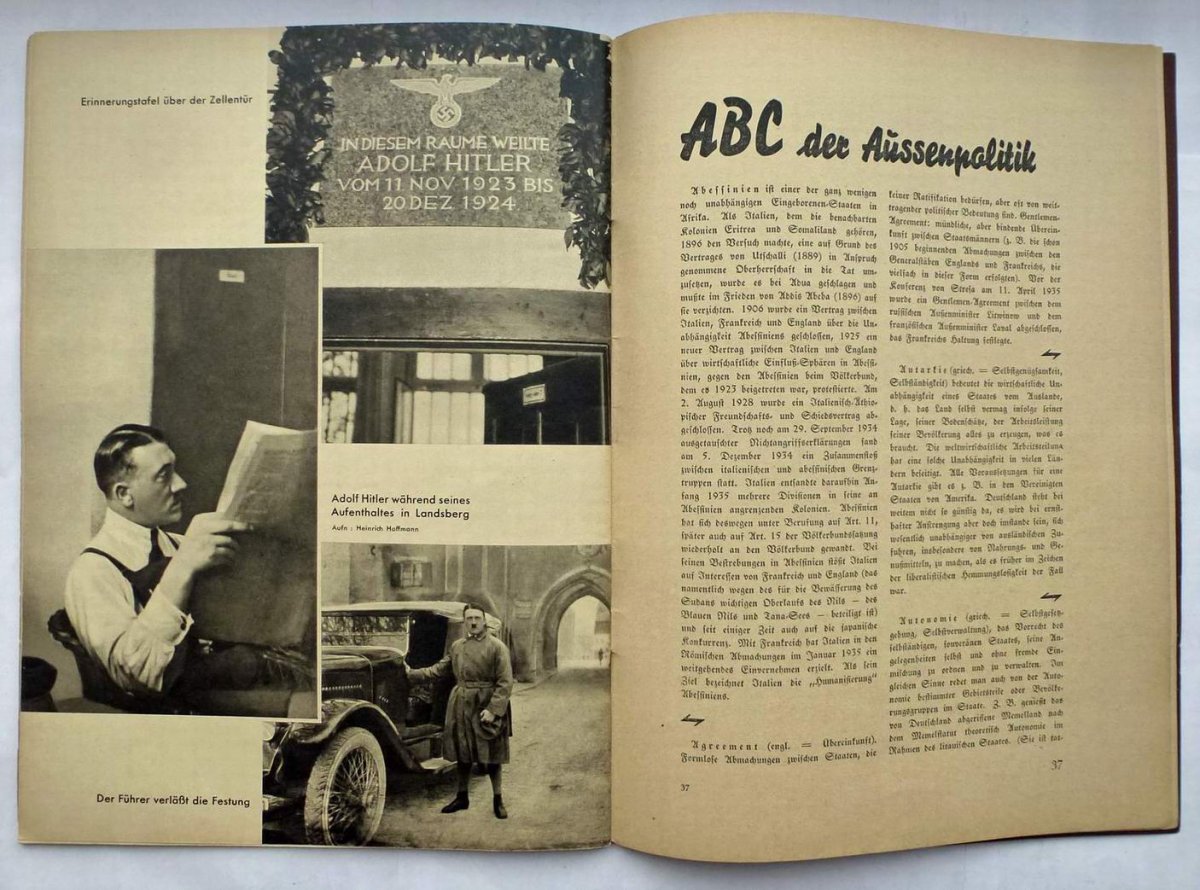 Erinnerungstafel über der Zellentür
IN DIESEM RAUME WEILTE
ADOLF HITLER
VOM 11 NOV 1923 BIS
20 DEZ 1924
Adolf Hitler während seines
Aufenthaltes in Landsberg
Aufn : Heinrich Hoffmann
Der Führer verläßt die Festung
ABC der Aussenpolitik
Abessinien ist einer der ganz wenigen
noch unabhängigen Eingeborenen-Staaten in
Afrika. Als Italien, dem die benachbarten
Kolonien Eritrea und Somaliland gehören,
1896 den Versuch machte, eine auf Grund des
Vertrages von Utschalli (1889) in Anspruch
genommene Oberherrschaft in die Tat um-
zusetzen, wurde es bei Adua geschlagen und
mußte im Frieden von Addis Abeba (1896) auf
sie verzichten. 1906 wurde ein Vertrag zwischen
Italien, Frankreich und England über die Un-
abhängigkeit Abessiniens geschlossen, 1925 ein
neuer Vertrag zwischen Italien und England
über wirtschaftliche Einfluß-Sphären in Abessi-
nien, gegen den Abessinien beim Völkerbund,
dem es 1923 beigetreten war, protestierte. Am
2. August 1928 wurde ein Italienisch-Äthio-
pischer Freundschafts- und Schiedsvertrag ab-
geschlossen. Trotz noch am 29. September 1934
ausgetauschter Nichtangriffserklärungen fand
am 5. Dezember 1934 ein Zusammenstoß
zwischen italienischen und abessinischen Grenz-
truppen statt. Italien entsandte daraufhin An-
fang 1935 mehrere Divisionen in seine an
Abessinien angrenzenden Kolonien. Abessinien
hat sich deswegen unter Berufung auf Art. 11,
später auch auf Art. 15 der Völkerbundssatzung
wiederholt an den Völkerbund gewandt. Bei
seinen Bestrebungen in Abessinien stößt Italien
auf Interessen von Frankreich und England (das
namentlich wegen des für die Bewässerung des
Sudans wichtigen Oberlaufs des Nils — des
Blauen Nils und Tana-Sees — beteiligt ist)
und seit einiger Zeit auch auf die japanische
Konkurrenz. Mit Frankreich hat Italien in den
Römischen Abmachungen im Januar 1935 ein
weitgehendes Einvernehmen erzielt. Als sein
Ziel bezeichnet Italien die „Humanisierung“
Abessiniens.
Agreement (engl. = Übereinkunft).
Formlose Abmachungen zwischen Staaten, die
37
keiner Ratifikation bedürfen, aber oft von weit-
tragender politischer Bedeutung sind. Gentlemen-
Agreement: mündliche, aber bindende Überein-
kunft zwischen Staatsmännern (z. B. die schon
1905 beginnenden Abmachungen zwischen den
Generalstäben Englands und Frankreichs, die
vielfach in dieser Form erfolgten). Vor der
Konferenz von Stresa am 11. April 1935
wurde ein Gentlemen-Agreement zwischen dem
russischen Außenminister Litwinow und dem
französischen Außenminister Laval abgeschlossen,
das Frankreichs Haltung festlegte.
Autarkie (griech. = Selbstgenügsamkeit,
Selbständigkeit) bedeutet die wirtschaftliche Un-
abhängigkeit eines Staates vom Auslande,
d. h. das Land selbst vermag infolge seiner
Lage, seiner Bodenschätze, der Arbeitsleistung
seiner Bevölkerung alles zu erzeugen, was es
braucht. Die weltwirtschaftliche Arbeitsteilung
hat eine solche Unabhängigkeit in vielen Län-
dern beseitigt. Alle Voraussetzungen für eine
Autarkie gibt es z. B. in den Vereinigten
Staaten von Amerika. Deutschland steht bei
weitem nicht so günstig da, es wird bei ernst-
hafter Anstrengung aber doch imstande sein, sich
wesentlich unabhängiger von ausländischen Zu-
fuhren, insbesondere von Nahrungs- und Ge-
nußmitteln, zu machen, als es früher im Zeichen
der liberalistischen Hemmungslosigkeit der Fall
war.
Autonomie (griech. = Selbstgesetz-
gebung, Selbstverwaltung), das Vorrecht des
selbständigen, souveränen Staates, seine An-
gelegenheiten selbst und ohne fremde Ein-
mischung zu ordnen und zu verwalten. Im
gleichen Sinne redet man auch von der Auto-
nomie bestimmter Gebietsteile oder Bevölke-
rungsgruppen im Staate. Z. B. genießt das
von Deutschland abgerissene Memelland nach
dem Memelstatut theoretisch Autonomie im
Rahmen des litauischen Staates. (Sie ist tat-
37